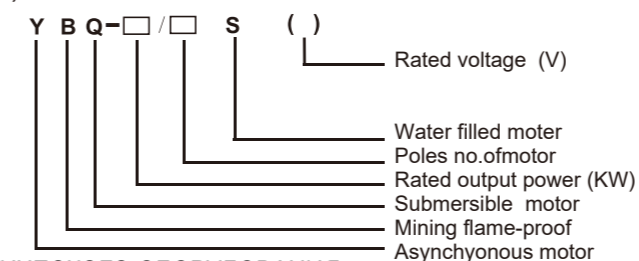 Y B Q-□/□ S ( )
Rated voltage (V)
Water filled moter
Poles no.ofmotor
Rated output power (KW)
Submersible motor
Mining flame-proof
Asynchyonous motor